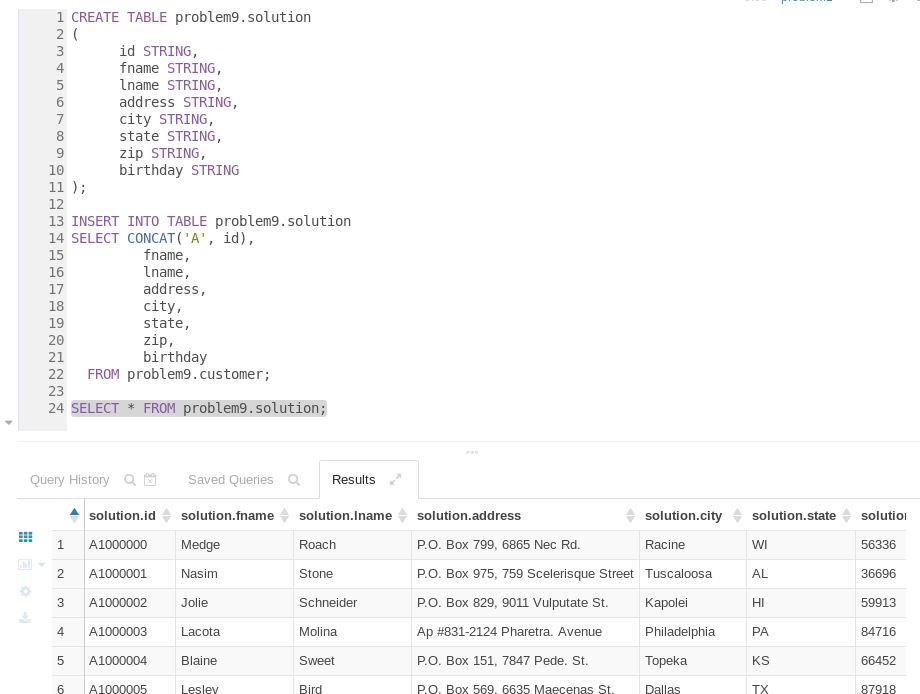 1 CREATE TABLE problem9.solution
2 (
3 id STRING,
4 fname STRING,
5 lname STRING,
6 address STRING,
7 city STRING,
8 state STRING,
9 zip STRING,
10 birthday STRING
11 );
12
13 INSERT INTO TABLE problem9.solution
14 SELECT CONCAT('A', id),
15 fname,
16 lname,
17 address,
18 city,
19 state,
20 zip,
21 birthday
22 FROM problem9.customer;
23
24 SELECT * FROM problem9.solution;
Query History Saved Queries Results
solution.id solution.fname solution.lname solution.address solution.city solution.state solution
1 A1000000 Medge Roach P.O. Box 799, 6865 Nec Rd. Racine WI 56336
2 A1000001 Nasim Stone P.O. Box 975, 759 Scelerisque Street Tuscaloosa AL 36696
3 A1000002 Jolie Schneider P.O. Box 829, 9011 Vulputate St. Kapolei HI 59913
4 A1000003 Lacota Molina Ap #831-2124 Pharetra. Avenue Philadelphia PA 84716
5 A1000004 Blaine Sweet P.O. Box 151, 7847 Pede. St. Topeka KS 66452
6 A1000005 Lesley Bird P.O. Box 569, 6635 Maecenas St. Dallas TX 87918